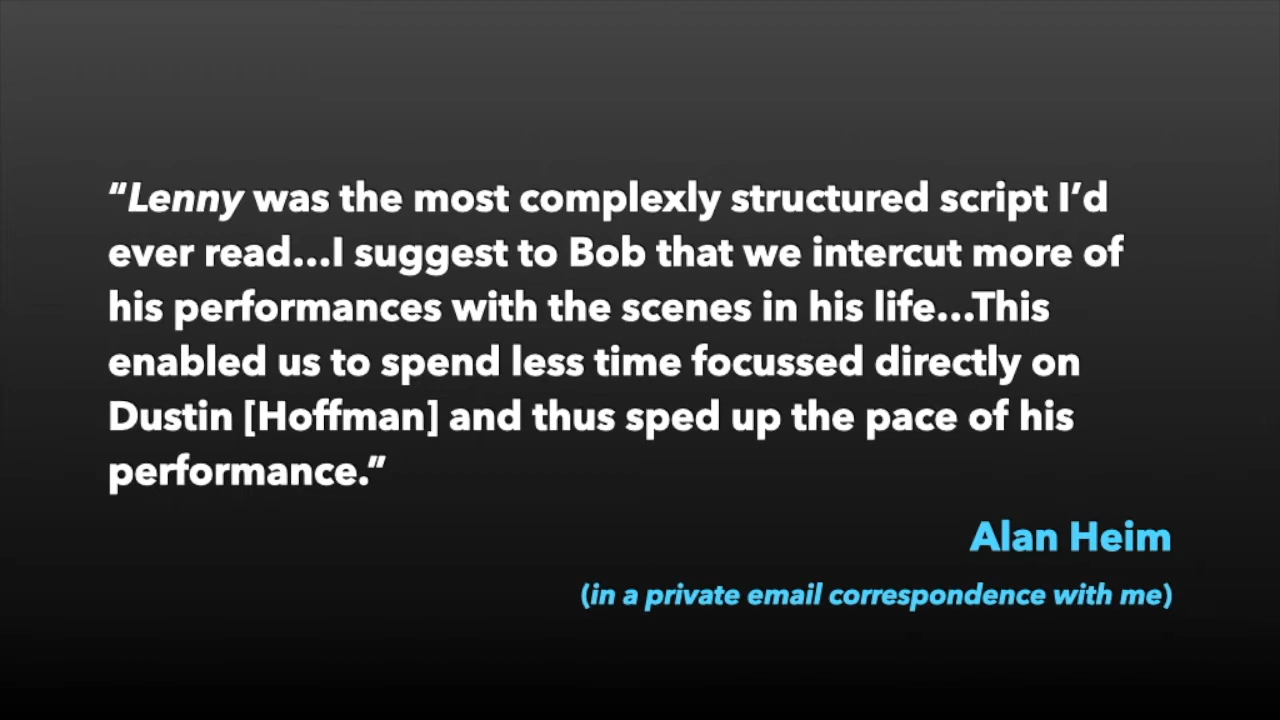 “Lenny was the most complexly structured script I’d
ever read...I suggest to Bob that we intercut more of
his performances with the scenes in his life...This
enabled us to spend less time focussed directly on
Dustin [Hoffman] and thus sped up the pace of his
performance.”
Alan Heim
(in a private email correspondence with me)